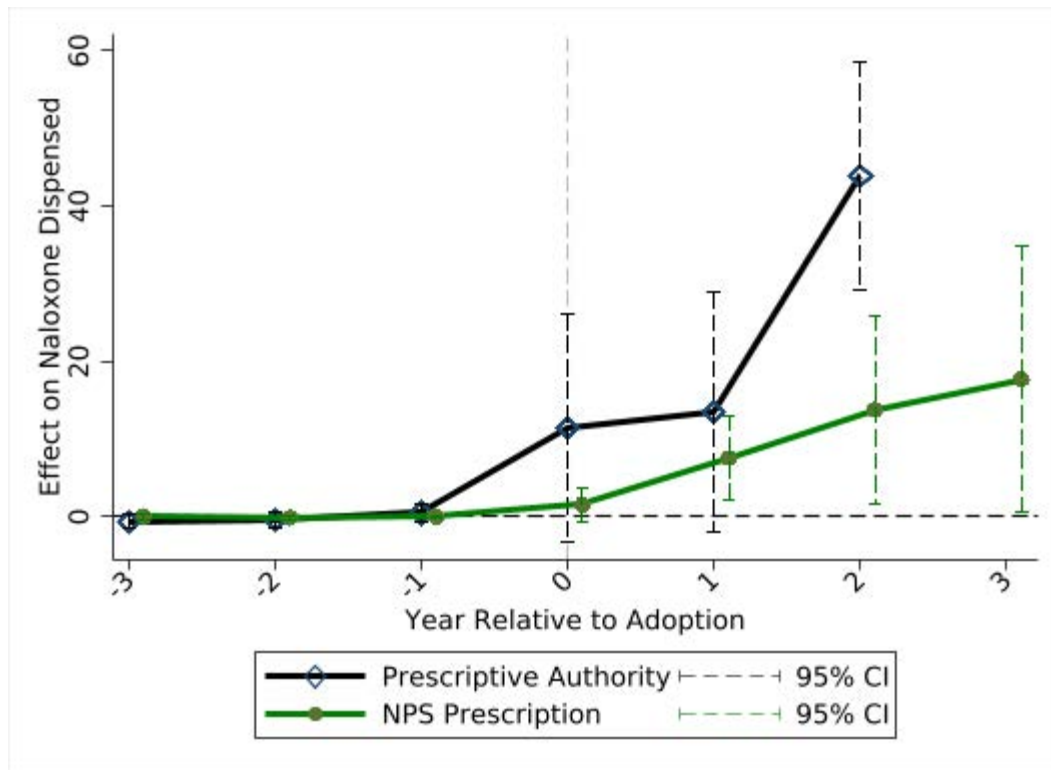 60
40
20
0
Effect on Naloxone Dispensed
-3 -2 -1 0 1 2 3
Year Relative to Adoption
Prescriptive Authority 95% CI
NPS Prescription 95% CI